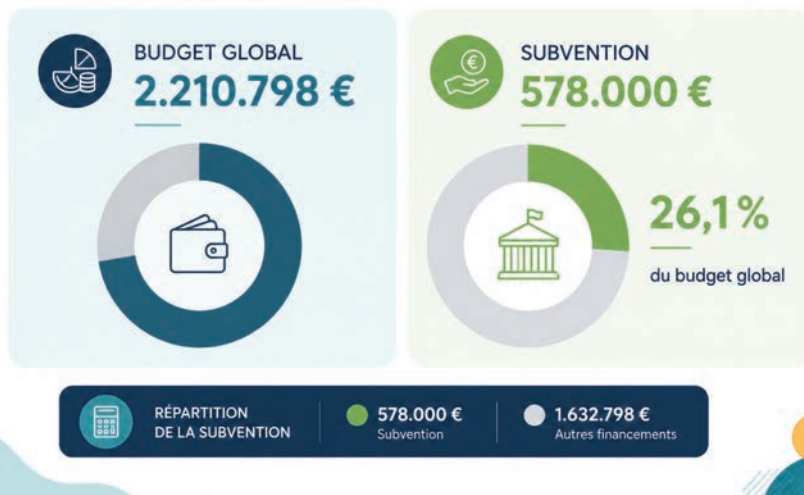 BUDGET GLOBAL
2.210.798 €
SUBVENTION
578.000 €
26,1 %
du budget global
RÉPARTITION
DE LA SUBVENTION
578.000 €
Subvention
1.632.798 €
Autres financements